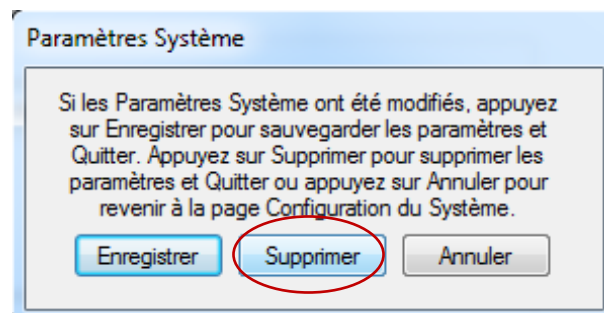 Paramètres Système
Si les Paramètres Système ont été modifiés, appuyez
sur Enregistrer pour sauvegarder les paramètres et
Quitter. Appuyez sur Supprimer pour supprimer les
paramètres et Quitter ou appuyez sur Annuler pour
revenir à la page Configuration du Système.
Enregistrer Supprimer Annuler